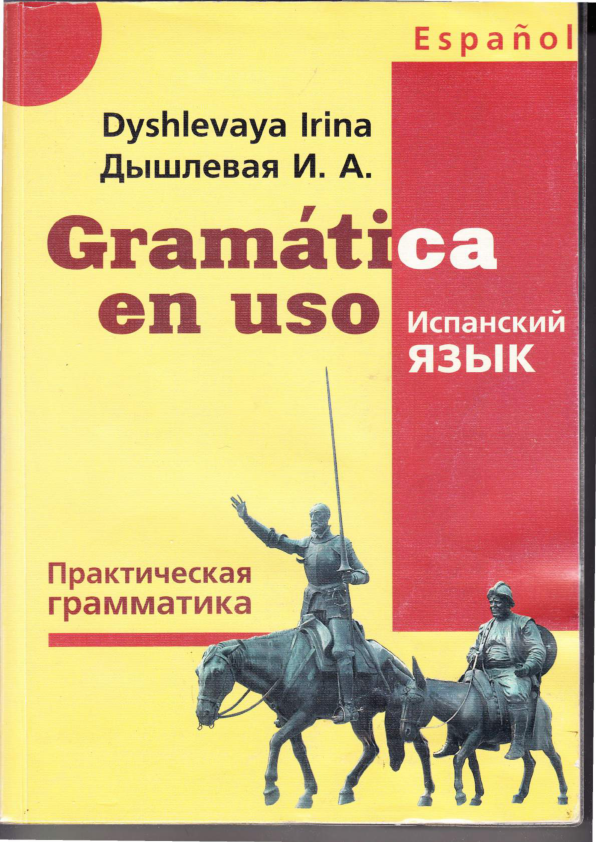 Español
Dyshlevaya Irina
Дышлевая И. А.
Gramática
en uso
Испанский
ЯЗЫК
Практическая
грамматика